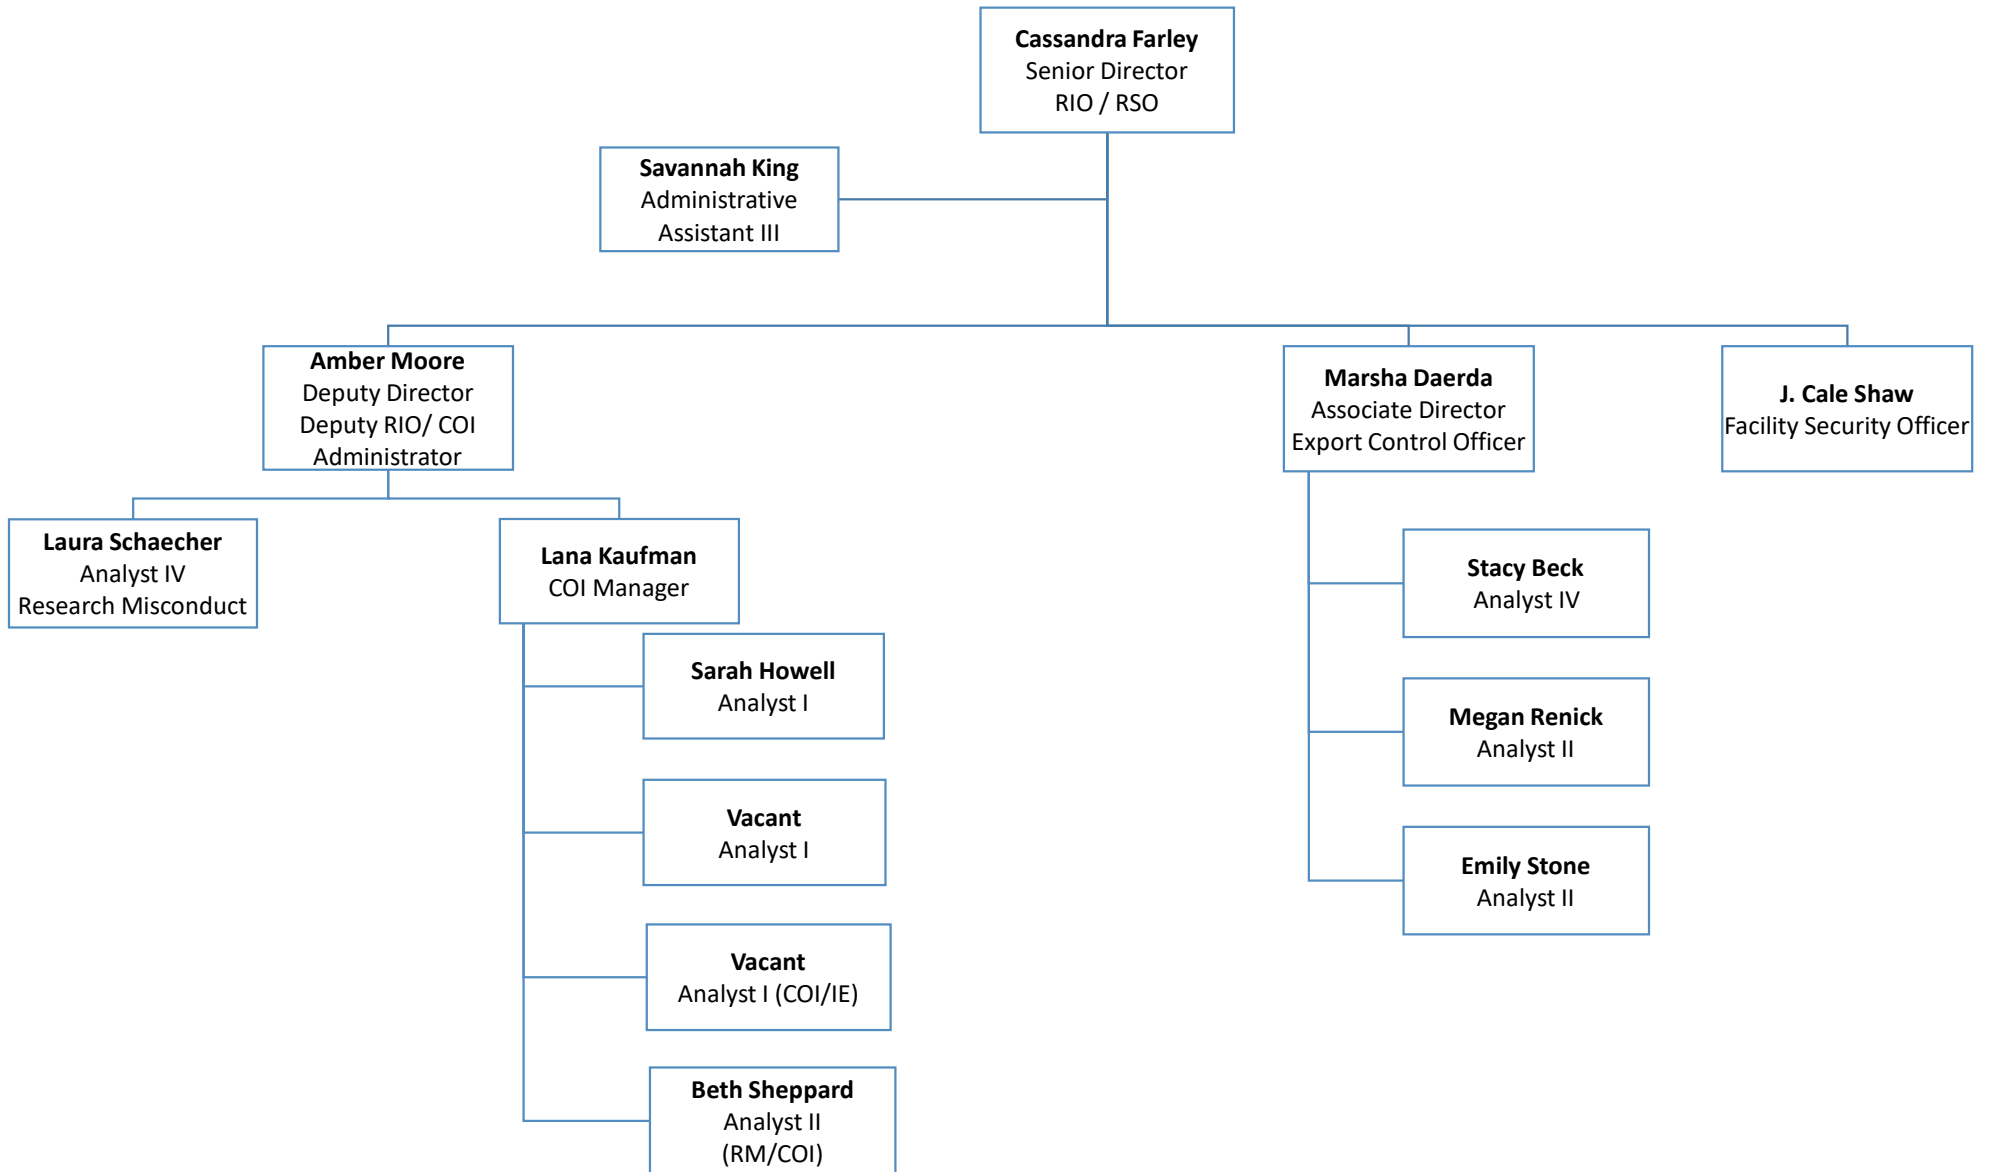 Cassandra Farley
Senior Director
RIO / RSO
Savannah King
Administrative
Assistant III
Amber Moore
Deputy Director
Deputy RIO/ COI
Administrator
Marsha Daerda
Associate Director
Export Control Officer
J. Cale Shaw
Facility Security Officer
Laura Schaecher
Analyst IV
Research Misconduct
Lana Kaufman
COI Manager
Sarah Howell
Analyst I
Vacant
Analyst I
Vacant
Analyst I (COI/IE)
Beth Sheppard
Analyst II
(RM/COI)
Stacy Beck
Analyst IV
Megan Renick
Analyst II
Emily Stone
Analyst II